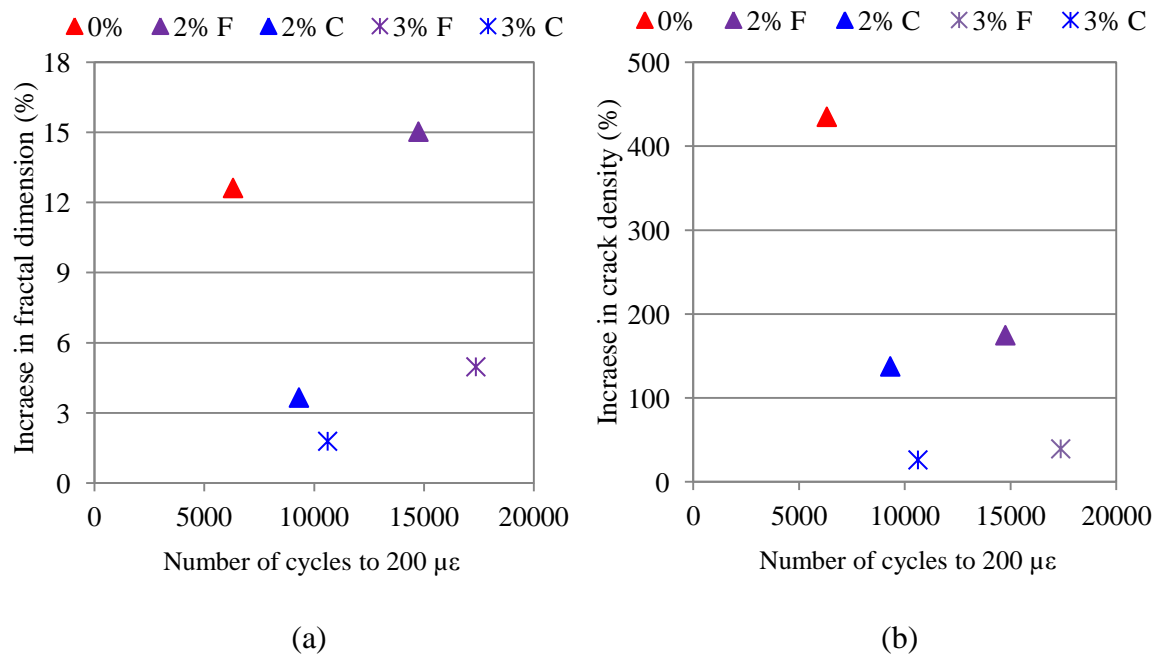 0% 2% F 2% C 3% F 3% C
Incraese in fractal dimension (%)
18
15
12
9
6
3
0
0 5000 10000 15000 20000
Number of cycles to 200 με
(a)
0% 2% F 2% C 3% F 3% C
Incraese in crack density (%)
500
400
300
200
100
0
0 5000 10000 15000 20000
Number of cycles to 200 με
(b)